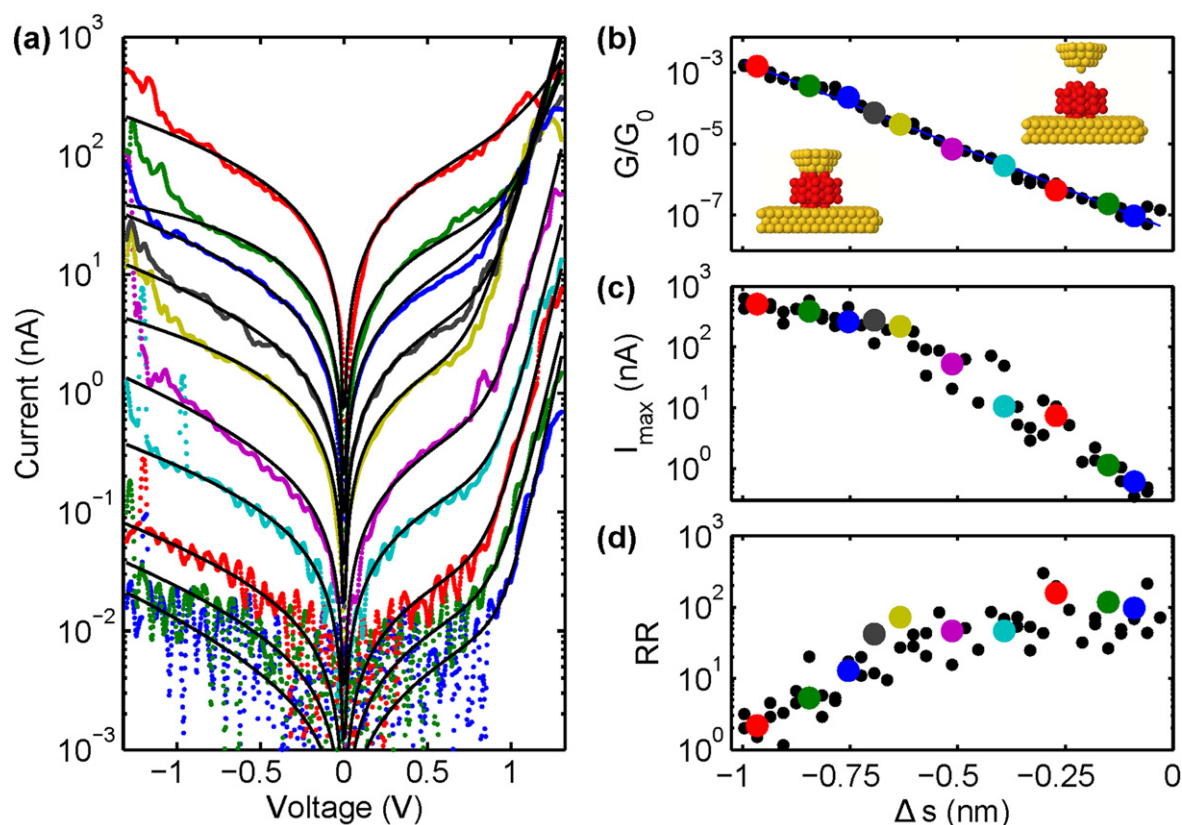 (a)
10³
10²
10¹
10⁰
10⁻¹
10⁻²
10⁻³
Current (nA)
−1
−0.5
0
0.5
1
Voltage (V)
(b)
10⁻³
10⁻⁵
10⁻⁷
G/G₀
(c)
10³
10²
10¹
10⁰
Iₘₐₓ (nA)
(d)
10³
10²
10¹
10⁰
RR
−1
−0.75
−0.5
−0.25
0
Δ s (nm)